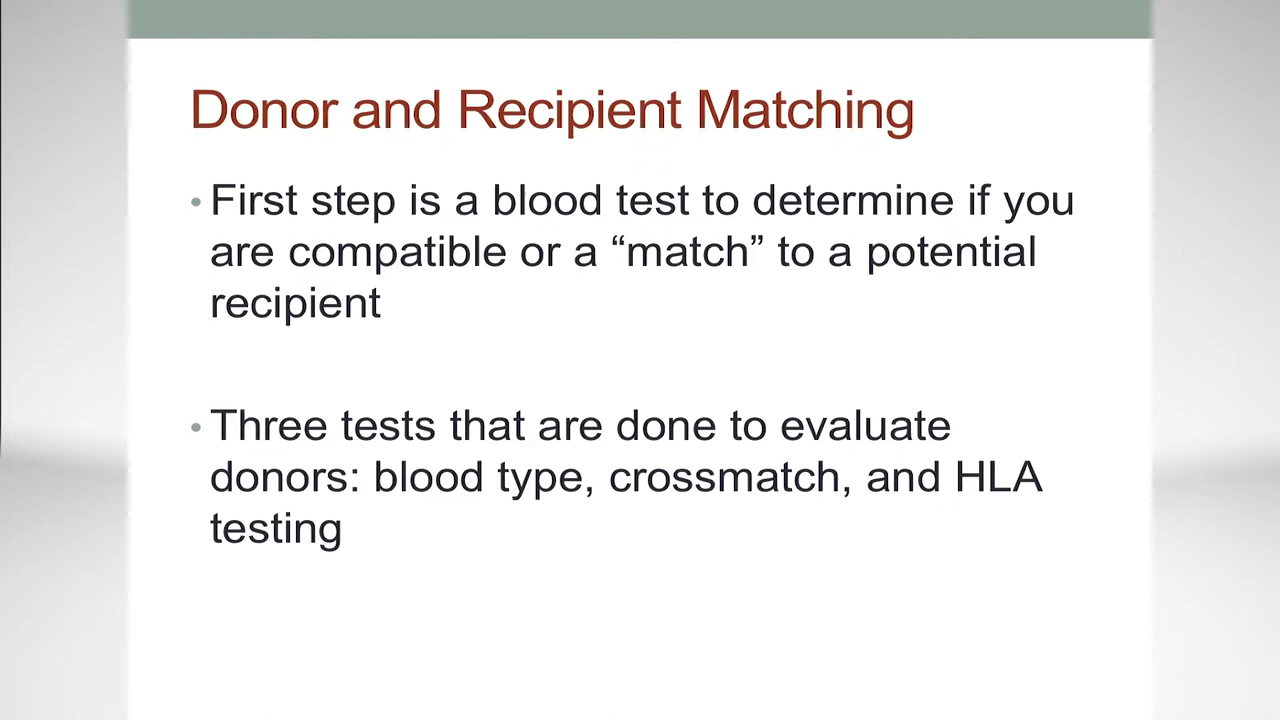 Donor and Recipient Matching
• First step is a blood test to determine if you
are compatible or a “match” to a potential
recipient
• Three tests that are done to evaluate
donors: blood type, crossmatch, and HLA
testing